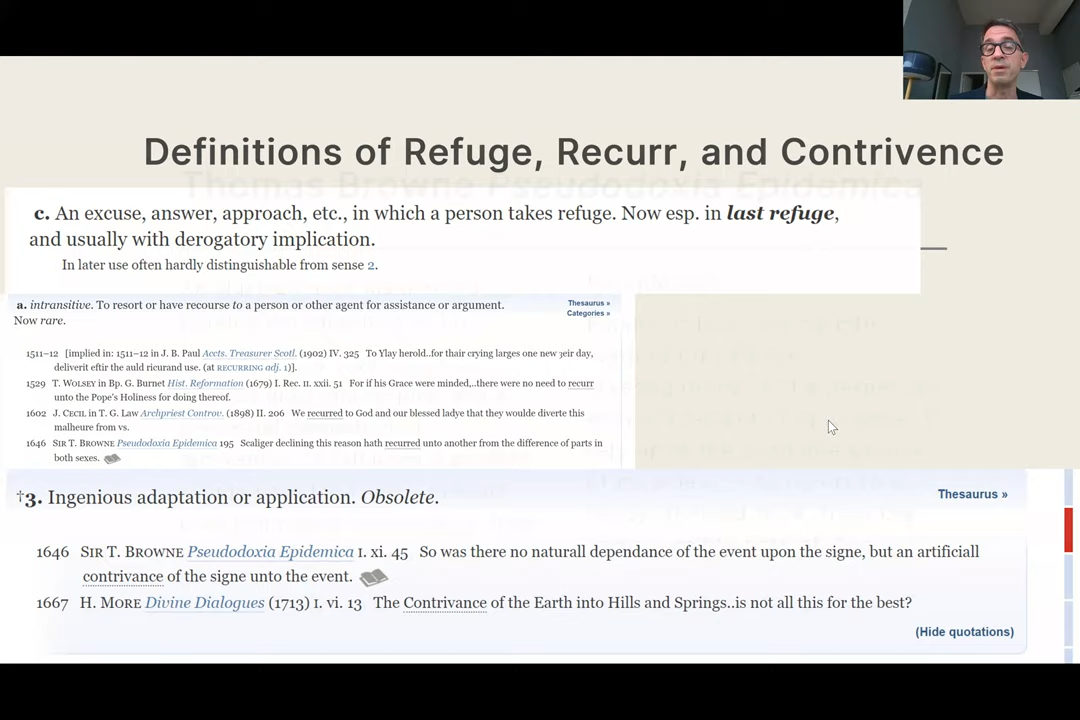 Definitions of Refuge, Recurr, and Contrivence
Thomas Browne Pseudodoxia Epidemica
c. An excuse, answer, approach, etc., in which a person takes refuge. Now esp. in last refuge,
and usually with derogatory implication.
In later use often hardly distinguishable from sense 2.
a. intransitive. To resort or have recourse to a person or other agent for assistance or argument.
Now rare.
Thesaurus »
Categories »
1511–12 [implied in: 1511–12 in J. B. Paul Accts. Treasurer Scotl. (1902) IV. 325 To Ylay herold..for thair crying larges one new ȝeir day,
deliverit eftir the auld ricurand use. (at RECURRING adj. 1)].
1529 T. WOLSEY in Bp. G. Burnet Hist. Reformation (1679) I. Rec. II. xxii. 51 For if his Grace were minded,..there were no need to recurr
unto the Pope's Holiness for doing thereof.
1602 J. CECIL in T. G. Law Archpriest Controv. (1898) II. 206 We recurred to God and our blessed ladye that they woulde diverte this
malheure from vs.
1646 SIR T. BROWNE Pseudodoxia Epidemica 195 Scaliger declining this reason hath recurred unto another from the difference of parts in
both sexes.
†3. Ingenious adaptation or application. Obsolete.
Thesaurus »
1646 SIR T. BROWNE Pseudodoxia Epidemica I. xi. 45 So was there no naturall dependance of the event upon the signe, but an artificiall
contrivance of the signe unto the event.
1667 H. MORE Divine Dialogues (1713) I. vi. 13 The Contrivance of the Earth into Hills and Springs..is not all this for the best?
(Hide quotations)